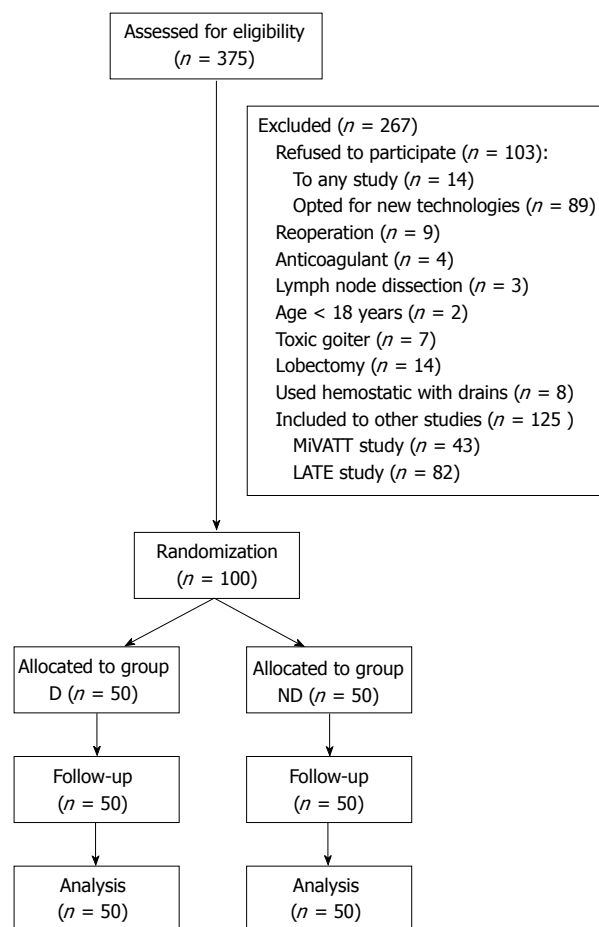 Assessed for eligibility
(n = 375)
Excluded (n = 267)
Refused to participate (n = 103):
To any study (n = 14)
Opted for new technologies (n = 89)
Reoperation (n = 9)
Anticoagulant (n = 4)
Lymph node dissection (n = 3)
Age < 18 years (n = 2)
Toxic goiter (n = 7)
Lobectomy (n = 14)
Used hemostatic with drains (n = 8)
Included to other studies (n = 125 )
MiVATT study (n = 43)
LATE study (n = 82)
Randomization
(n = 100)
Allocated to group
D (n = 50)
Allocated to group
ND (n = 50)
Follow-up
(n = 50)
Follow-up
(n = 50)
Analysis
(n = 50)
Analysis
(n = 50)